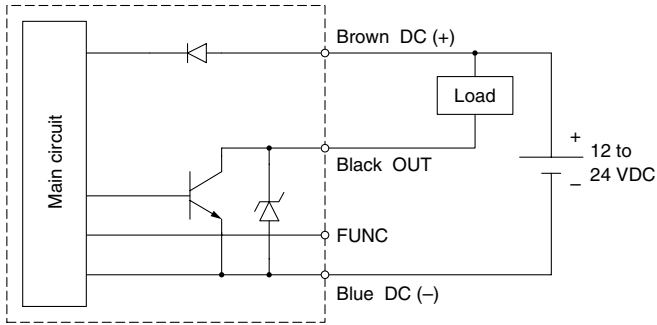 Brown DC (+)
Load
Main circuit
+
12 to
24 VDC
–
Black OUT
FUNC
Blue DC (–)